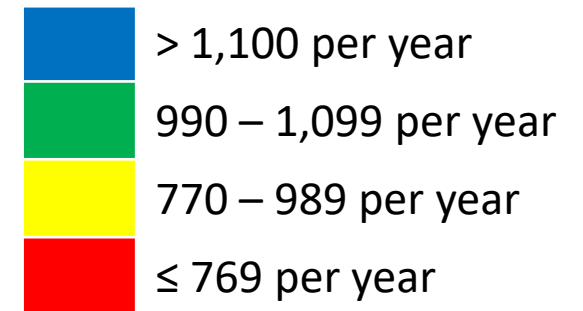 > 1,100 per year
990 – 1,099 per year
770 – 989 per year
≤ 769 per year